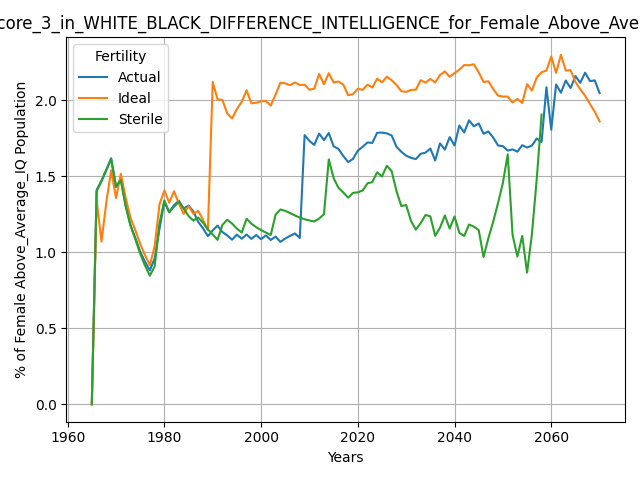 core_3_in_WHITE_BLACK_DIFFERENCE_INTELLIGENCE_for_Female_Above_Ave
Fertility
Actual
Ideal
Sterile
% of Female Above_Average_IQ Population
2.0
1.5
1.0
0.5
0.0
1960
1980
2000
2020
2040
2060
Years